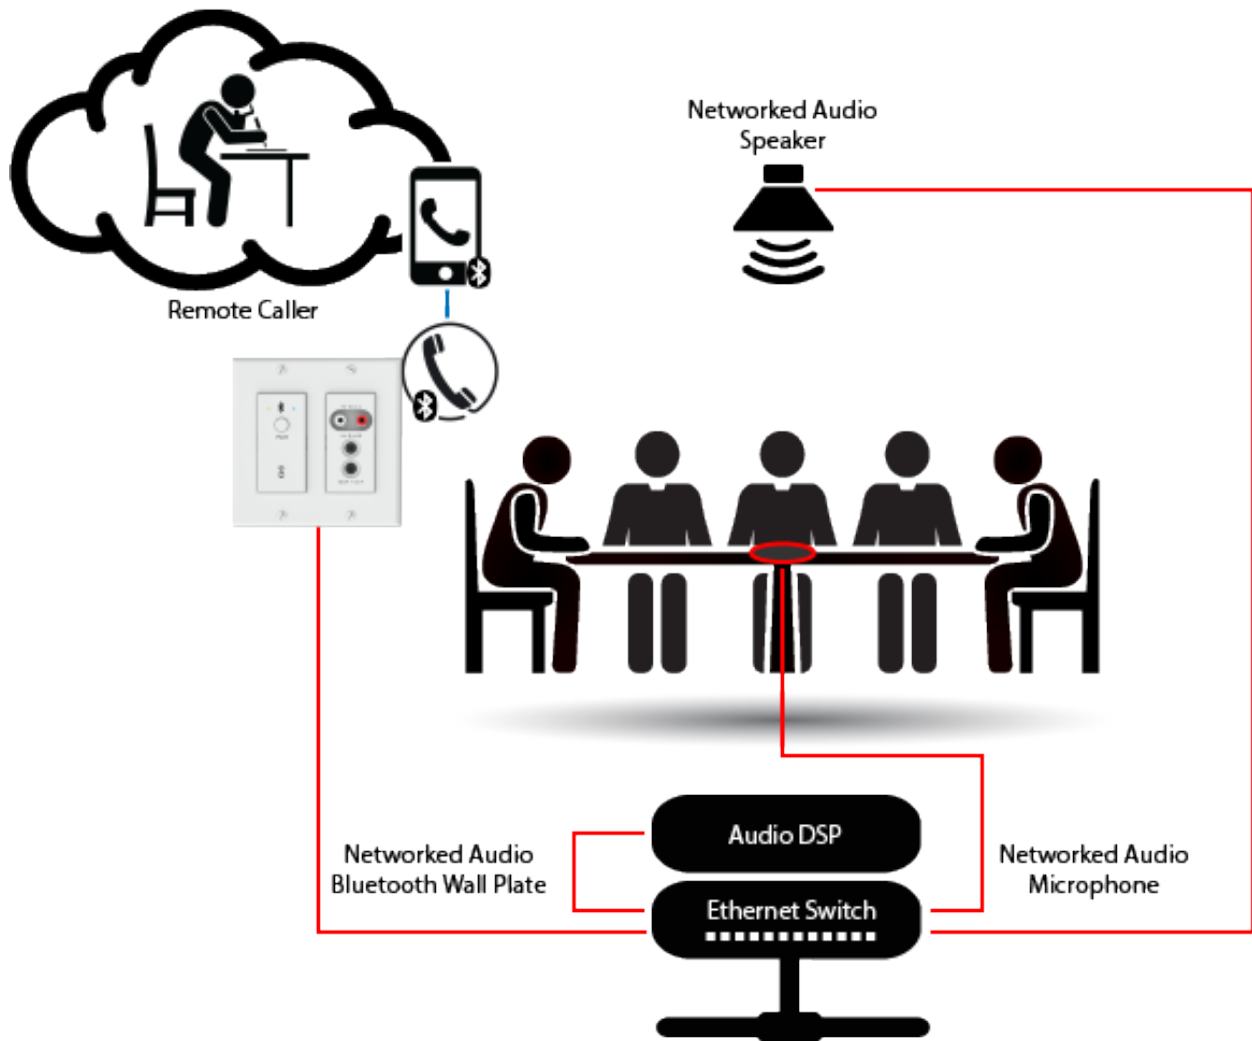 Networked Audio
Speaker
Remote Caller
Audio DSP
Networked Audio
Bluetooth Wall Plate
Networked Audio
Microphone
Ethernet Switch